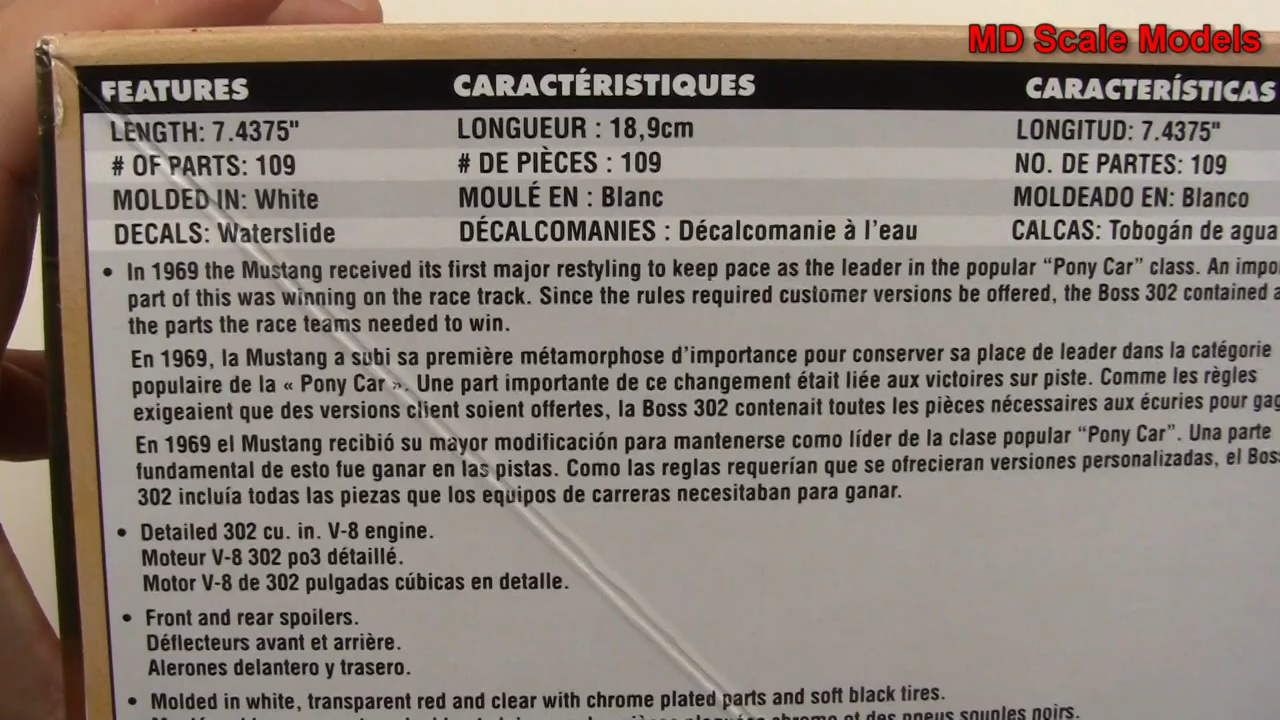 MD Scale Models
FEATURES CARACTÉRISTIQUES CARACTERÍSTICAS
LENGTH: 7.4375" LONGUEUR : 18,9cm LONGITUD: 7.4375"
# OF PARTS: 109 # DE PIÈCES : 109 NO. DE PARTES: 109
MOLDED IN: White MOULÉ EN : Blanc MOLDEADO EN: Blanco
DECALS: Waterslide DÉCALCOMANIES : Décalcomanie à l'eau CALCAS: Tobogán de agua
• In 1969 the Mustang received its first major restyling to keep pace as the leader in the popular “Pony Car” class. An
part of this was winning on the race track. Since the rules required customer versions be offered, the Boss 302 contained
the parts the race teams needed to win.
En 1969, la Mustang a subi sa première métamorphose d'importance pour conserver sa place de leader dans la catégorie
populaire de la « Pony Car ». Une part importante de ce changement était liée aux victoires sur piste. Comme les règles
exigeaient que des versions client soient offertes, la Boss 302 contenait toutes les pièces nécessaires aux écuries pour
En 1969 el Mustang recibió su mayor modificación para mantenerse como líder de la clase popular “Pony Car”. Una parte
fundamental de esto fue ganar en las pistas. Como las reglas requerían que se ofrecieran versiones personalizadas, el
302 incluía todas las piezas que los equipos de carreras necesitaban para ganar.
• Detailed 302 cu. in. V-8 engine.
Moteur V-8 302 po3 détaillé.
Motor V-8 de 302 pulgadas cúbicas en detalle.
• Front and rear spoilers.
Déflecteurs avant et arrière.
Alerones delantero y trasero.
• Molded in white, transparent red and clear with chrome plated parts and soft black tires.
chrome et des pneus souples noirs.